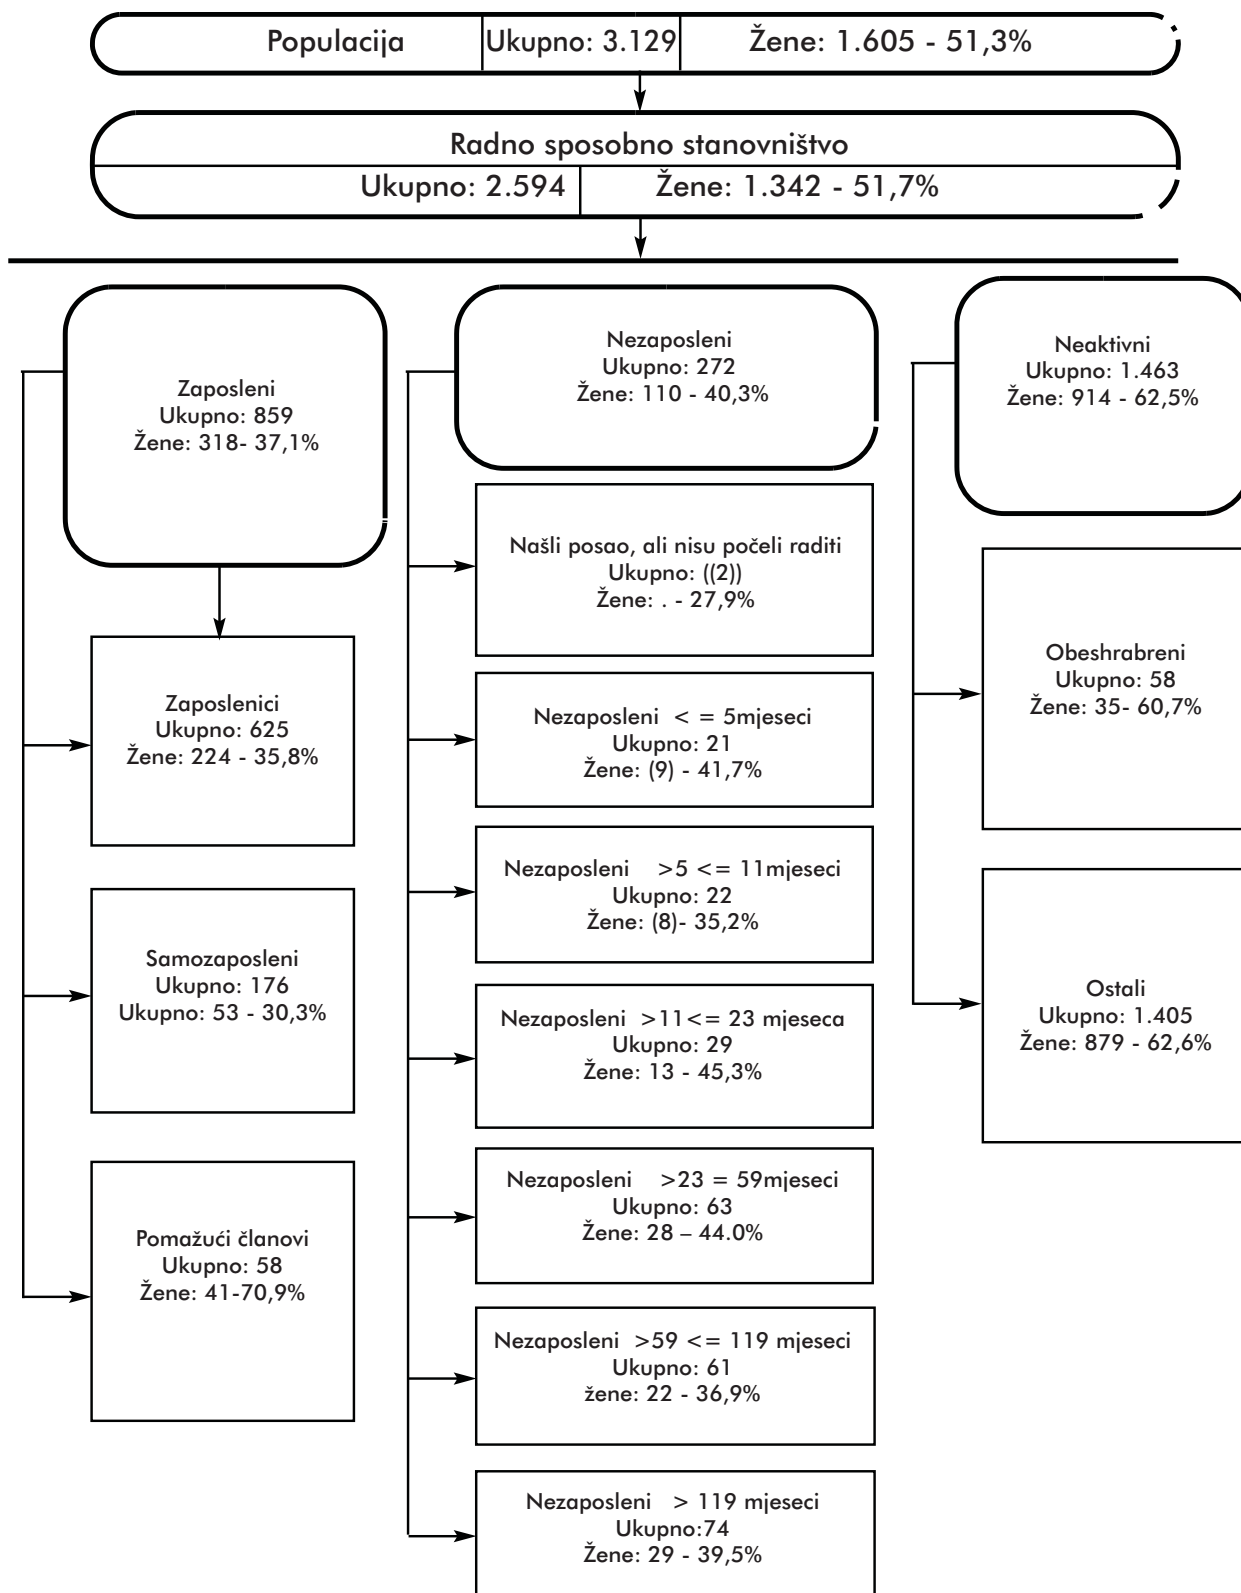 Populacija Ukupno: 3.129 Žene: 1.605 - 51,3%
Radno sposobno stanovništvo
Ukupno: 2.594 Žene: 1.342 - 51,7%
Zaposleni
Ukupno: 859
Žene: 318- 37,1%
Zaposlenici
Ukupno: 625
Žene: 224 - 35,8%
Samozaposleni
Ukupno: 176
Ukupno: 53 - 30,3%
Pomažući članovi
Ukupno: 58
Žene: 41-70,9%
Nezaposleni
Ukupno: 272
Žene: 110 - 40,3%
Našli posao, ali nisu počeli raditi
Ukupno: ((2))
Žene: . - 27,9%
Nezaposleni < = 5mjeseci
Ukupno: 21
Žene: (9) - 41,7%
Nezaposleni >5 <= 11mjeseci
Ukupno: 22
Žene: (8)- 35,2%
Nezaposleni >11<= 23 mjeseca
Ukupno: 29
Žene: 13 - 45,3%
Nezaposleni >23 = 59mjeseci
Ukupno: 63
Žene: 28 – 44.0%
Nezaposleni >59 <= 119 mjeseci
Ukupno: 61
žene: 22 - 36,9%
Nezaposleni > 119 mjeseci
Ukupno:74
Žene: 29 - 39,5%
Neaktivni
Ukupno: 1.463
Žene: 914 - 62,5%
Obeshrabreni
Ukupno: 58
Žene: 35- 60,7%
Ostali
Ukupno: 1.405
Žene: 879 - 62,6%